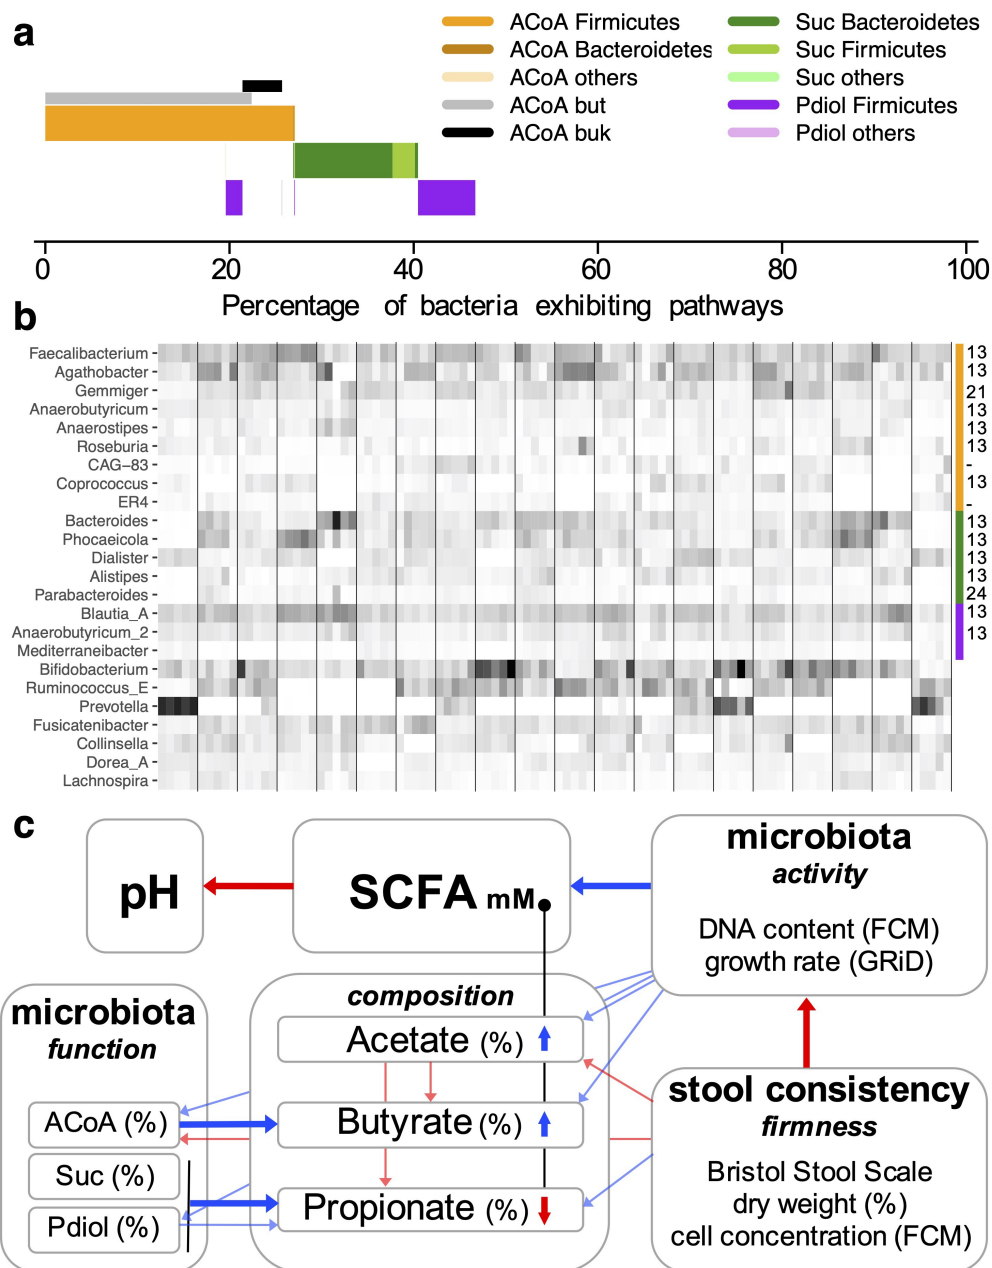 a
ACoA Firmicutes
ACoA Bacteroidetes
ACoA others
ACoA but
ACoA buk
Suc Bacteroidetes
Suc Firmicutes
Suc others
Pdiol Firmicutes
Pdiol others
0 20 40 60 80 100
Percentage of bacteria exhibiting pathways
b
Faecalibacterium 13
Agathobacter 13
Gemmiger 21
Anaerobutyricum 13
Anaerostipes 13
Roseburia 13
CAG-83 -
Coprococcus 13
ER4 -
Bacteroides 13
Phocaeicola 13
Dialister 13
Alistipes 13
Parabacteroides 24
Blautia_A 13
Anaerobutyricum_2 13
Mediterraneibacter
Bifidobacterium
Ruminococcus_E
Prevotella
Fusicatenibacter
Collinsella
Dorea_A
Lachnospira
c
pH
SCFA mM
microbiota
activity
DNA content (FCM)
growth rate (GRiD)
microbiota
function
ACoA (%)
Suc (%)
Pdiol (%)
composition
Acetate (%)
Butyrate (%)
Propionate (%)
stool consistency
firmness
Bristol Stool Scale
dry weight (%)
cell concentration (FCM)